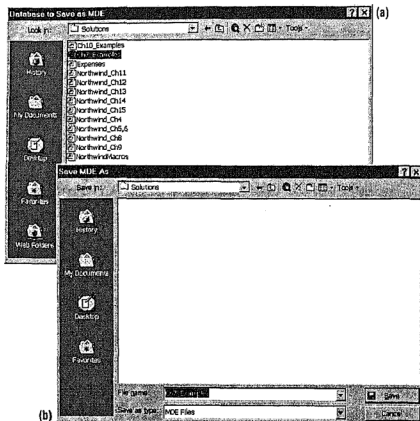 Database to Save as MDE
(a)
Look in: Solutions Tools
History
My Documents
Desktop
Favorites
Web Folders
Ch10_Examples
Expenses
Northwind_Ch11
Northwind_Ch12
Northwind_Ch13
Northwind_Ch14
Northwind_Ch15
Northwind_Ch4
Northwind_Ch5,6
Northwind_Ch8
Northwind_Ch9
NorthwindMacros
Save MDE As
Save in: Solutions Tools
History
My Documents
Desktop
Favorites
File name:
Save
(b)
Save as type: MDE Files
Cancel